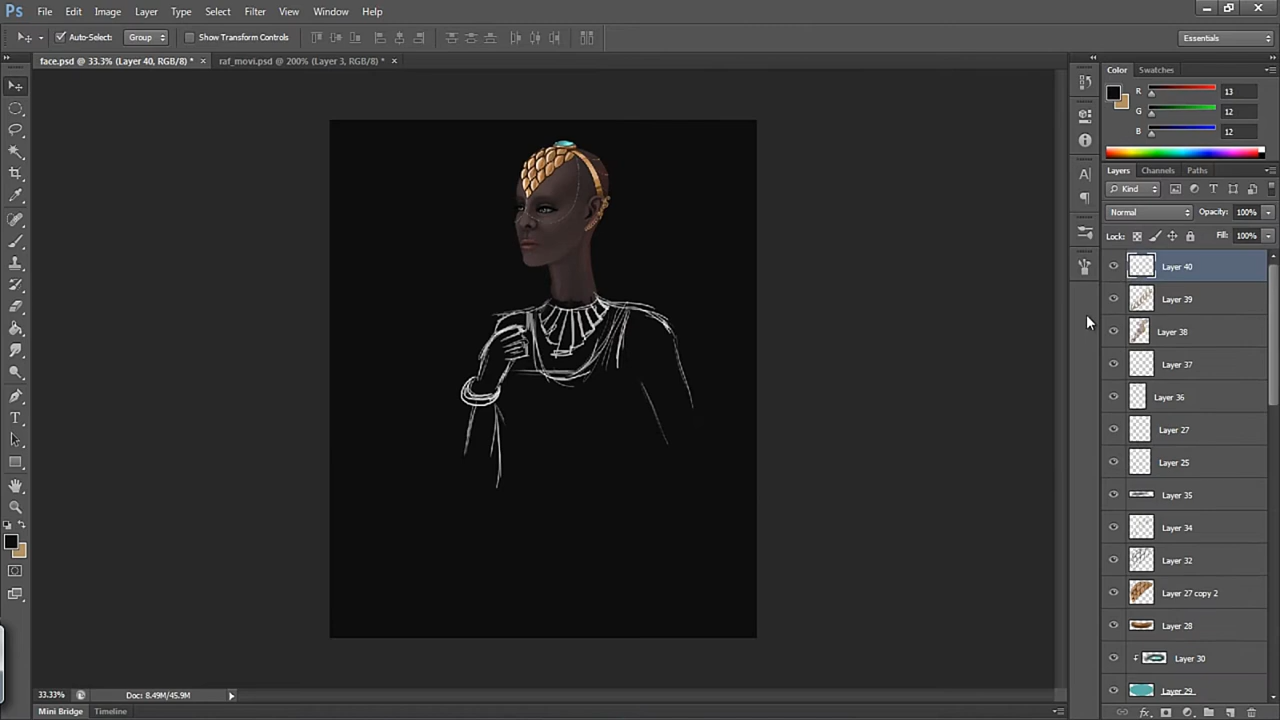 Ps File Edit Image Layer Type Select Filter View Window Help
Auto-Select: Group Show Transform Controls Essentials
face.psd @ 33.3% (Layer 40, RGB/8) * × raf_movi.psd @ 200% (Layer 3, RGB/8) * ×
Color Swatches
R 13
G 12
B 12
Layers Channels Paths
Kind
Normal Opacity: 100%
Lock: Fill: 100%
Layer 40
Layer 39
Layer 38
Layer 37
Layer 36
Layer 27
Layer 25
Layer 35
Layer 34
Layer 32
Layer 27 copy 2
Layer 28
Layer 30
Layer 29
33.33% Doc: 8.49M/45.9M
Mini Bridge Timeline